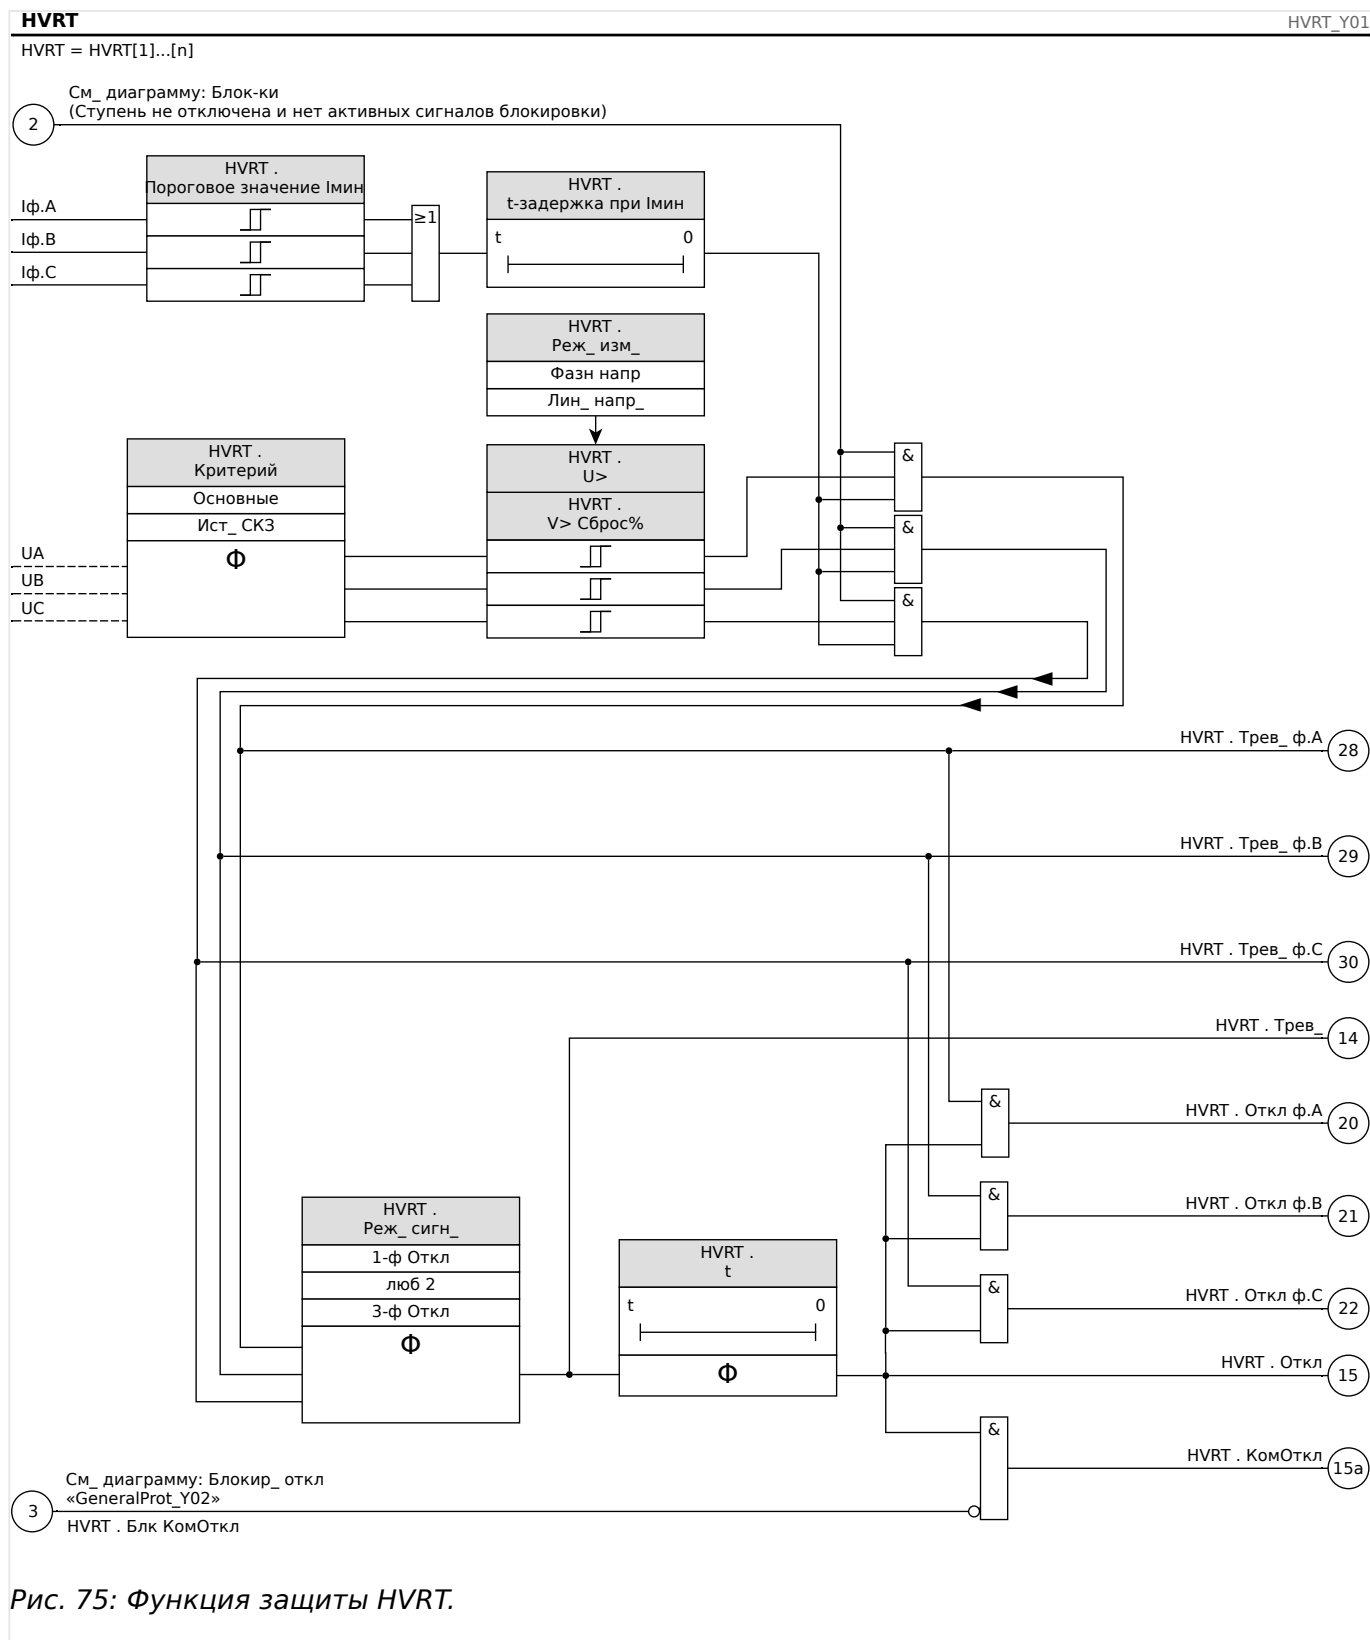 HVRT
HVRT_Y01
HVRT = HVRT[1]...[n]
См_ диаграмму: Блок-ки
(Ступень не отключена и нет активных сигналов блокировки)
2
HVRT .
Пороговое значение Iмин
Iф.A
Iф.B
Iф.C
≥1
HVRT .
t-задержка при Iмин
t 0
HVRT .
Реж_ изм_
Фазн напр
Лин_ напр_
HVRT .
Критерий
Основные
Ист_ СКЗ
Φ
UA
UB
UC
HVRT .
U>
HVRT .
V> Сброс%
&
&
&
HVRT . Трев_ ф.A
28
HVRT . Трев_ ф.B
29
HVRT . Трев_ ф.C
30
HVRT . Трев_
14
&
HVRT . Откл ф.A
20
&
HVRT . Откл ф.B
21
&
HVRT . Откл ф.C
22
HVRT .
Реж_ сигн_
1-ф Откл
люб 2
3-ф Откл
Φ
HVRT .
t
t 0
Φ
HVRT . Откл
15
&
HVRT . КомОткл
15a
См_ диаграмму: Блокир_ откл
«GeneralProt_Y02»
3
HVRT . Блк КомОткл
Рис. 75: Функция защиты HVRT.